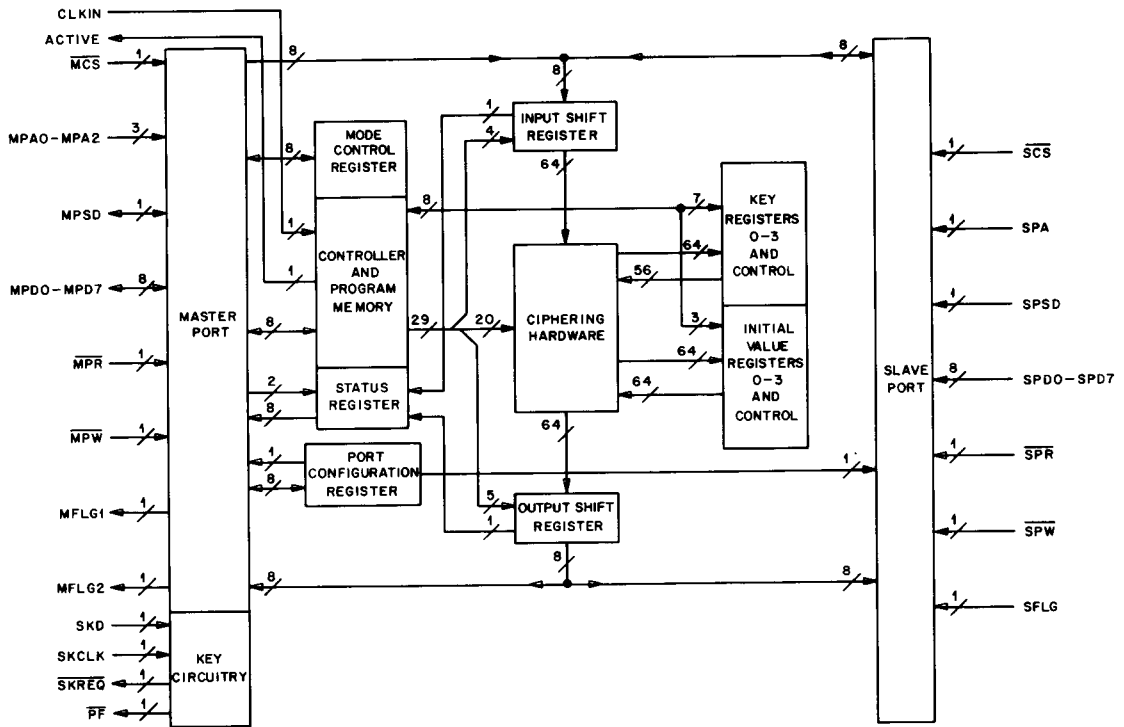 CLKIN
ACTIVE
MCS
1
MPA0-MPA2
3
MPSD
1
MPD0-MPD7
8
MPR
1
MPW
1
MFLG1
1
MFLG2
1
SKD
1
SKCLK
1
SKREQ
1
PF
1
MASTER
PORT
KEY
CIRCUITRY
8
8
8
1
INPUT SHIFT
REGISTER
4
64
MODE
CONTROL
REGISTER
8
8
7
1
CONTROLLER
AND
PROGRAM
MEMORY
1
8
29
20
CIPHERING
HARDWARE
64
56
KEY
REGISTERS
0-3
AND
CONTROL
3
64
64
INITIAL
VALUE
REGISTERS
0-3
AND
CONTROL
2
8
STATUS
REGISTER
64
1
8
PORT
CONFIGURATION
REGISTER
1
5
1
OUTPUT SHIFT
REGISTER
8
8
8
SLAVE
PORT
1
SCS
1
SPA
1
SPSD
8
SPD0-SPD7
1
SPR
1
SPW
1
SFLG